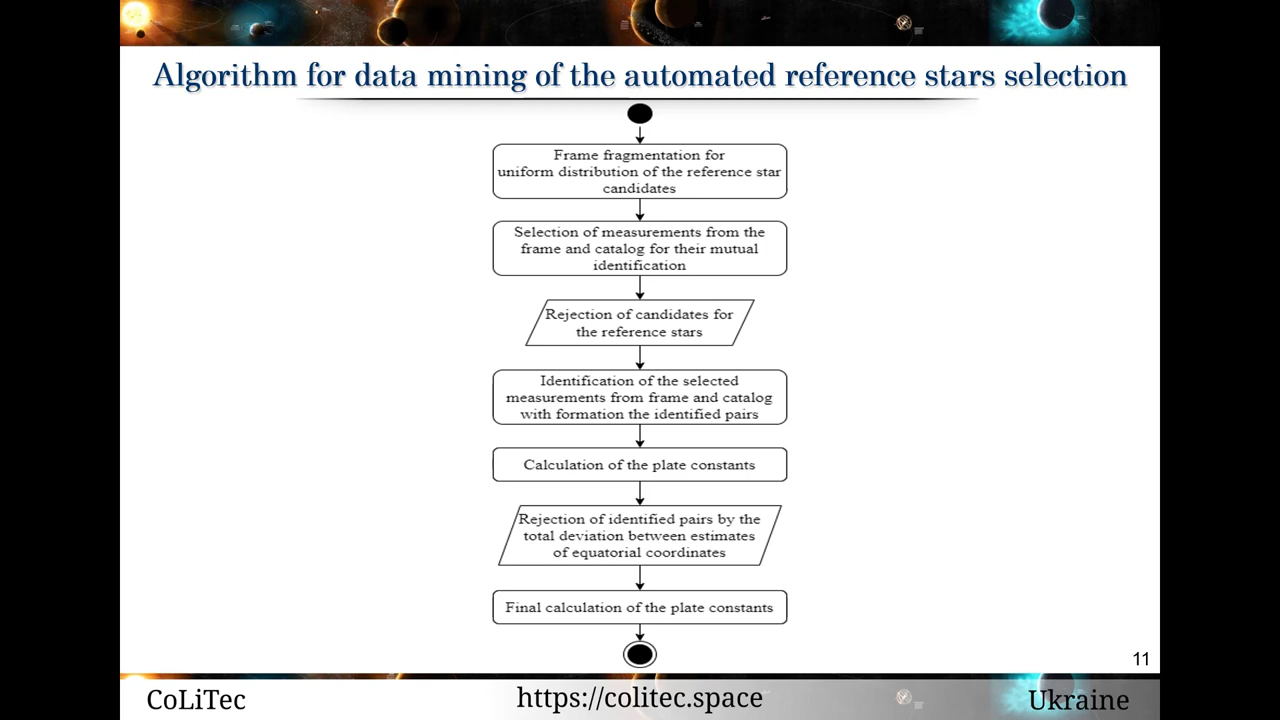 Algorithm for data mining of the automated reference stars selection
Frame fragmentation for
uniform distribution of the reference star
candidates
Selection of measurements from the
frame and catalog for their mutual
identification
Rejection of candidates for
the reference stars
Identification of the selected
measurements from frame and catalog
with formation the identified pairs
Calculation of the plate constants
Rejection of identified pairs by the
total deviation between estimates
of equatorial coordinates
Final calculation of the plate constants
11
CoLiTec
https://colitec.space
Ukraine